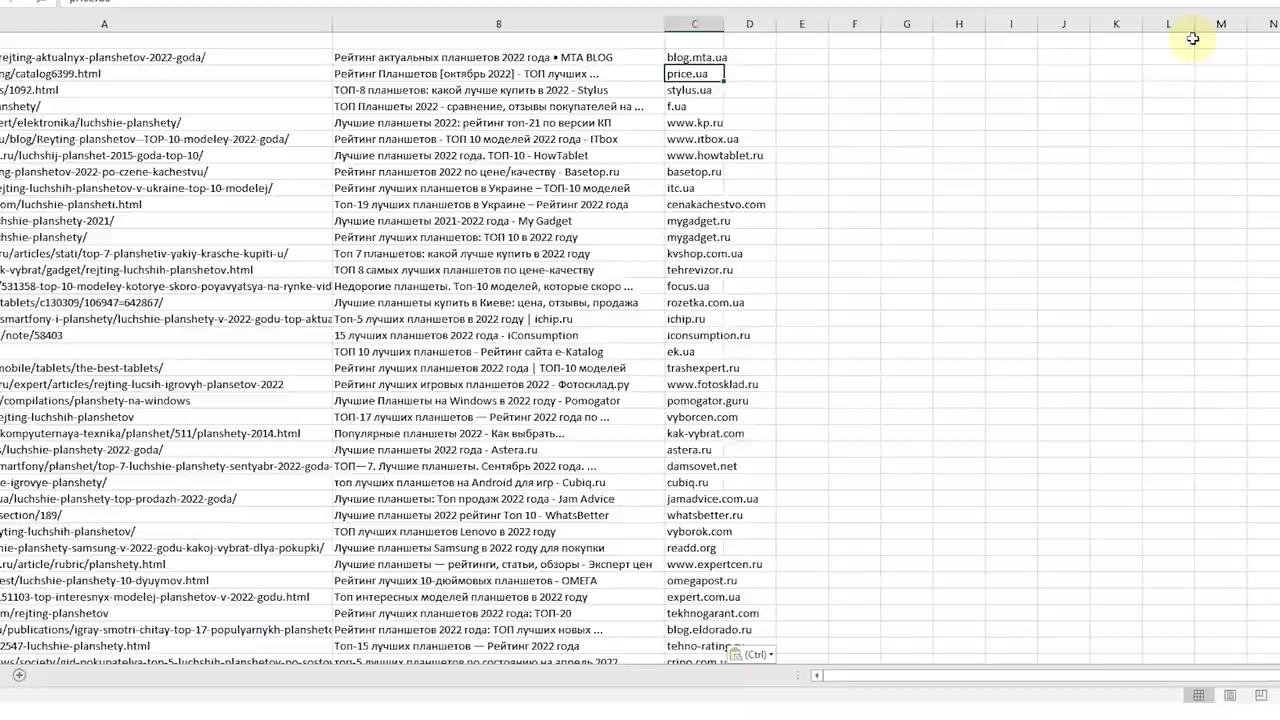 A B C D E F G H I J K L M N
rejting-aktualnyx-planshetov-2022-goda/ Рейтинг актуальных планшетов 2022 года • MTA BLOG blog.mta.ua
ng/catalog6399.html Рейтинг Планшетов [октябрь 2022] - ТОП лучших ... price.ua
s/1092.html ТОП-8 планшетов: какой лучше купить в 2022 - Stylus stylus.ua
anshety/ ТОП Планшеты 2022 - сравнение, отзывы покупателей на ... f.ua
ert/elektronika/luchshie-planshety/ Лучшие планшеты 2022: рейтинг топ-21 по версии КП www.kp.ru
u/blog/Reyting-planshetov--TOP-10-modeley-2022-goda/ Рейтинг планшетов - ТОП 10 моделей 2022 года - ITbox www.itbox.ua
.ru/luchshij-planshet-2015-goda-top-10/ Лучшие планшеты 2022 года. ТОП-10 - HowTablet www.howtablet.ru
ng-planshetov-2022-po-czene-kachestvu/ Рейтинг планшетов 2022 по цене/качеству - Basetop.ru basetop.ru
ejting-luchshih-planshetov-v-ukraine-top-10-modelej/ Рейтинг лучших планшетов в Украине – ТОП-10 моделей itc.ua
om/luchshie-planshetі.html Топ-19 лучших планшетов в Украине – Рейтинг 2022 года cenakachestvo.com
chshie-planshety-2021/ Лучшие планшеты 2021-2022 года - My Gadget mygadget.ru
chshie-planshety/ Рейтинг лучших планшетов: ТОП 10 в 2022 году mygadget.ru
ru/articles/stati/top-7-planshetiv-yakiy-krasche-kupiti-u/ Топ 7 планшетов: какой лучше купить в 2022 году kvshop.com.ua
k-vybrat/gadget/rejting-luchshih-planshetov.html ТОП 8 самых лучших планшетов по цене-качеству tehrevizor.ru
/531358-top-10-modeley-kotorye-skoro-poyavyatsya-na-rynke-vid Недорогие планшеты. Топ-10 моделей, которые скоро ... focus.ua
tablets/c130309/106947=642867/ Лучшие планшеты купить в Киеве: цена, отзывы, продажа rozetka.com.ua
smartfony-i-planshety/luchshie-planshety-v-2022-godu-top-aktua Топ-5 лучших планшетов в 2022 году | ichip.ru ichip.ru
/note/58403 15 лучших планшетов 2022 года - iConsumption iconsumption.ru
ТОП 10 лучших планшетов - Рейтинг сайта e-Katalog ek.ua
mobile/tablets/the-best-tablets/ Рейтинг лучших планшетов 2022 года | ТОП-10 моделей trashexpert.ru
ru/expert/articles/rejting-lucsih-igrovyh-plansetov-2022 Рейтинг лучших игровых планшетов 2022 - Фотосклад.ру www.fotosklad.ru
/compilations/planshety-na-windows Лучшие Планшеты на Windows в 2022 году - Pomogator pomogator.guru
ejting-luchshih-planshetov ТОП-17 лучших планшетов — Рейтинг 2022 года по ... vyborcen.com
kompyuternaya-texnika/planshet/511/planshety-2014.html Популярные планшеты 2022 - Как выбрать... kak-vybrat.com
s/luchshie-planshety-2022-goda/ Лучшие планшеты 2022 года - Astera.ru astera.ru
martfony/planshet/top-7-luchshie-planshety-sentyabr-2022-goda- ТОП—7. Лучшие планшеты. Сентябрь 2022 года. ... damsovet.net
e-igrovye-planshety/ топ лучших планшетов на Android для игр - Cubiq.ru cubiq.ru
ua/luchshie-planshety-top-prodazh-2022-goda/ Лучшие планшеты: Топ продаж 2022 года - Jam Advice jamadvice.com.ua
section/189/ Лучшие планшеты 2022 рейтинг Топ 10 - WhatsBetter whatsbetter.ru
yting-luchshih-planshetov/ ТОП лучших планшетов Lenovo в 2022 году vyborok.com
hie-planshety-samsung-v-2022-godu-kakoj-vybrat-dlya-pokupki/ Лучшие планшеты Samsung в 2022 году для покупки readd.org
.ru/article/rubric/planshety.html Лучшие планшеты — рейтинги, статьи, обзоры - Эксперт цен www.expertcen.ru
est/luchshie-planshety-10-dyuymov.html Рейтинг лучших 10-дюймовых планшетов - ОМЕГА omegapost.ru
151103-top-interesnyx-modelej-planshetov-v-2022-godu.html Топ интересных моделей планшетов в 2022 году expert.com.ua
m/rejting-planshetov Рейтинг лучших планшетов 2022 года: ТОП-20 tekhnogarant.com
u/publications/igray-smotri-chitay-top-17-populyarnykh-planshetc Рейтинг планшетов 2022 года: ТОП лучших новых ... blog.eldorado.ru
2547-luchshie-planshety.html Топ-15 лучших планшетов — Рейтинг 2022 года
(Ctrl)